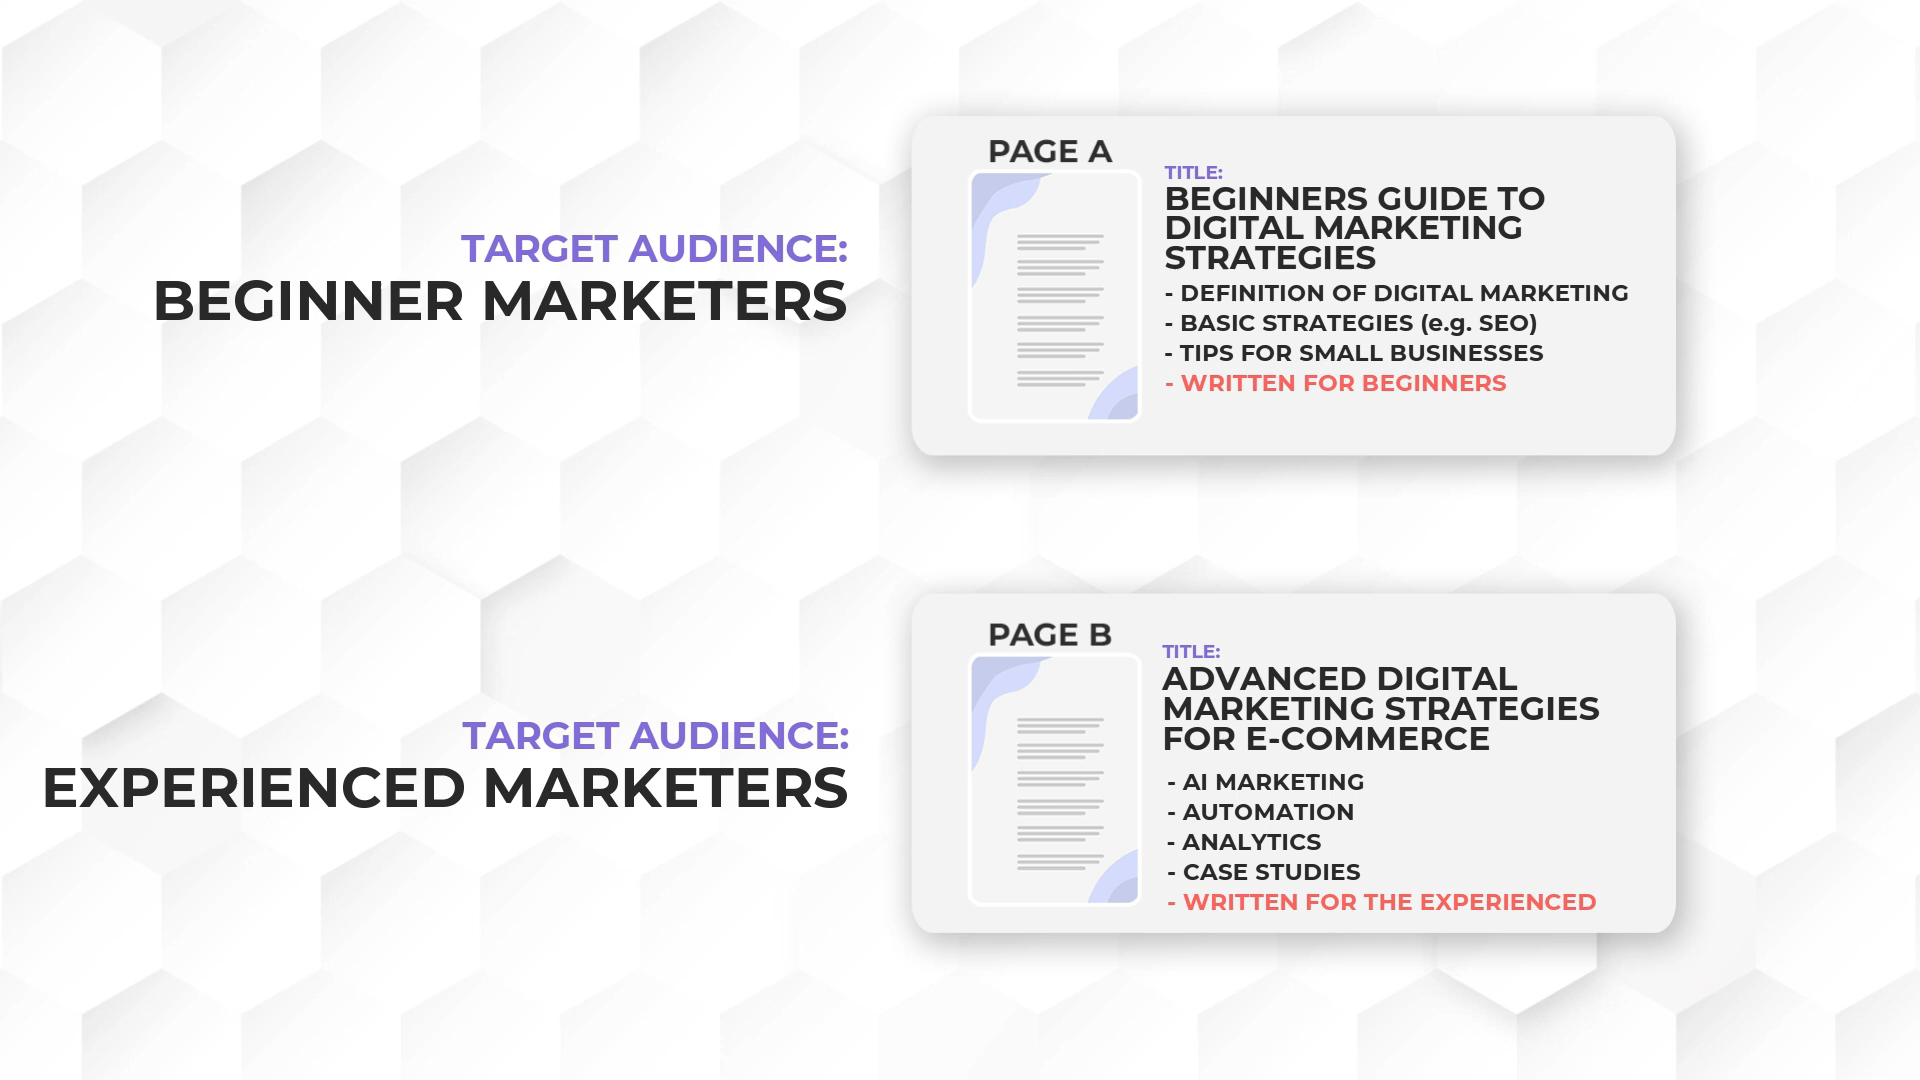 TARGET AUDIENCE:
BEGINNER MARKETERS
PAGE A
TITLE:
BEGINNERS GUIDE TO
DIGITAL MARKETING
STRATEGIES
- DEFINITION OF DIGITAL MARKETING
- BASIC STRATEGIES (e.g. SEO)
- TIPS FOR SMALL BUSINESSES
- WRITTEN FOR BEGINNERS
TARGET AUDIENCE:
EXPERIENCED MARKETERS
PAGE B
TITLE:
ADVANCED DIGITAL
MARKETING STRATEGIES
FOR E-COMMERCE
- AI MARKETING
- AUTOMATION
- ANALYTICS
- CASE STUDIES
- WRITTEN FOR THE EXPERIENCED